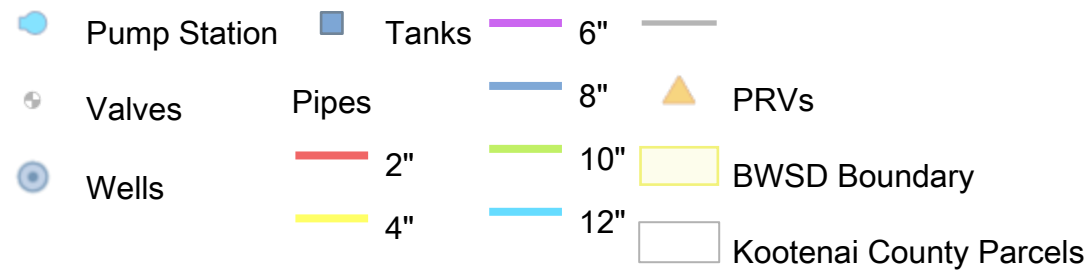 Pump Station
Valves
Wells
Tanks
Pipes
2"
4"
6"
8"
10"
12"
PRVs
BWSD Boundary
Kootenai County Parcels